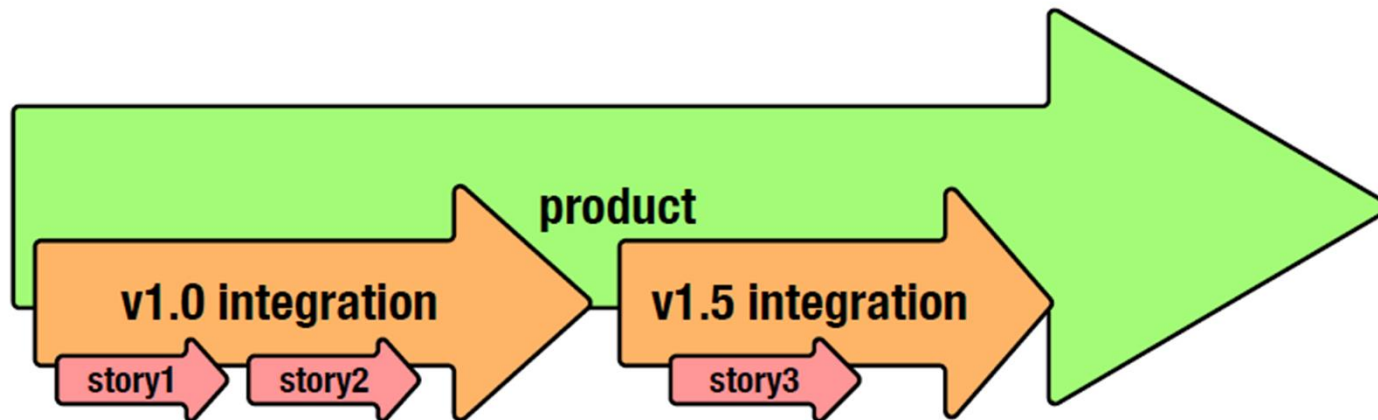 product
v1.0 integration
v1.5 integration
story1
story2
story3